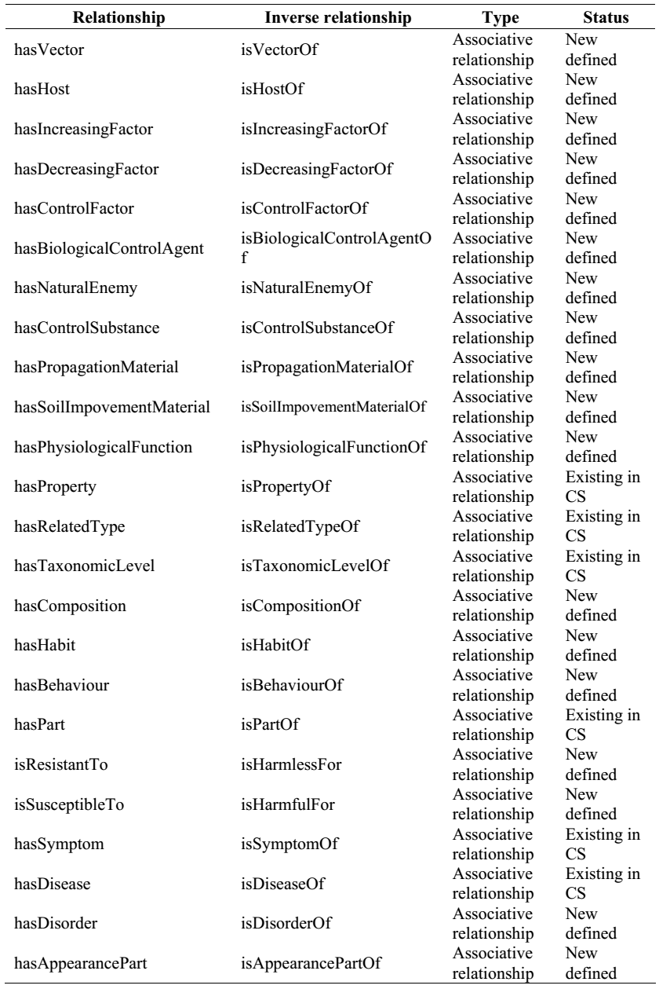 Relationship Inverse relationship Type Status
hasVector isVectorOf Associative relationship New defined
hasHost isHostOf Associative relationship New defined
hasIncreasingFactor isIncreasingFactorOf Associative relationship New defined
hasDecreasingFactor isDecreasingFactorOf Associative relationship New defined
hasControlFactor isControlFactorOf Associative relationship New defined
hasBiologicalControlAgent isBiologicalControlAgentO f Associative relationship New defined
hasNaturalEnemy isNaturalEnemyOf Associative relationship New defined
hasControlSubstance isControlSubstanceOf Associative relationship New defined
hasPropagationMaterial isPropagationMaterialOf Associative relationship New defined
hasSoilImpovementMaterial isSoilImpovementMaterialOf Associative relationship New defined
hasPhysiologicalFunction isPhysiologicalFunctionOf Associative relationship New defined
hasProperty isPropertyOf Associative relationship Existing in CS
hasRelatedType isRelatedTypeOf Associative relationship Existing in CS
hasTaxonomicLevel isTaxonomicLevelOf Associative relationship Existing in CS
hasComposition isCompositionOf Associative relationship New defined
hasHabit isHabitOf Associative relationship New defined
hasBehaviour isBehaviourOf Associative relationship New defined
hasPart isPartOf Associative relationship Existing in CS
isResistantTo isHarmlessFor Associative relationship New defined
isSusceptibleTo isHarmfulFor Associative relationship New defined
hasSymptom isSymptomOf Associative relationship Existing in CS
hasDisease isDiseaseOf Associative relationship Existing in CS
hasDisorder isDisorderOf Associative relationship New defined
hasAppearancePart isAppearancePartOf Associative relationship New defined